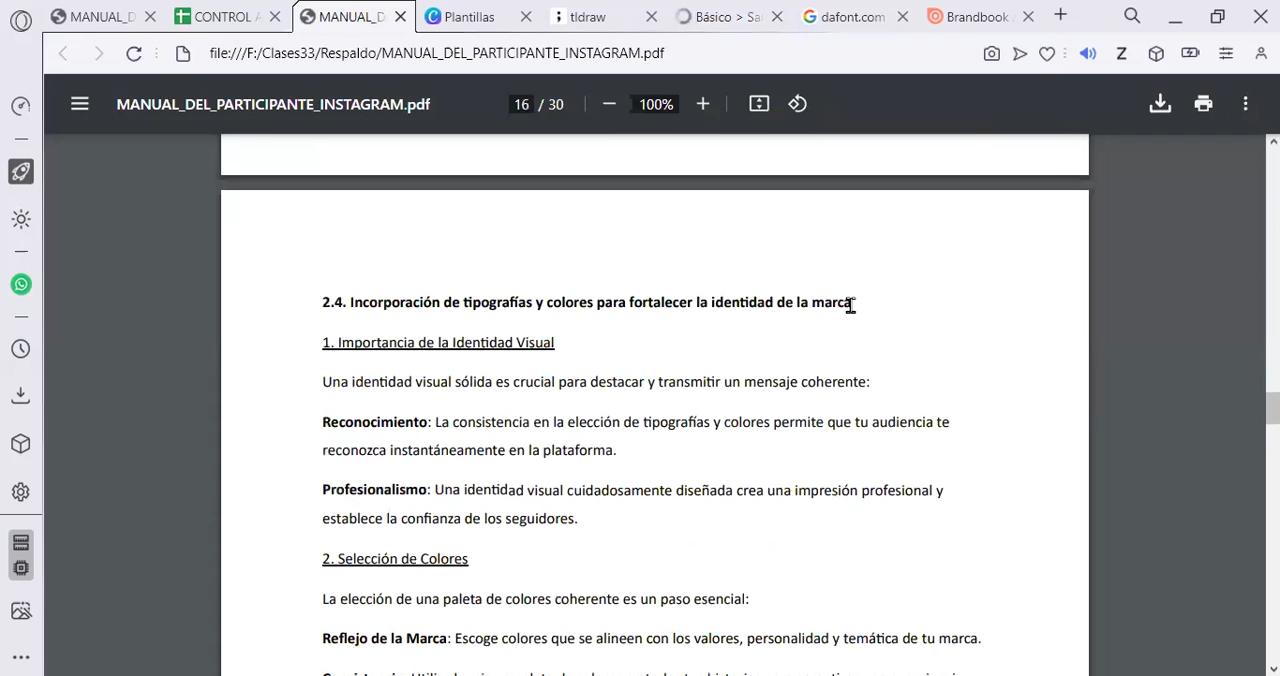 MANUAL_D
CONTROL A
MANUAL_D
Plantillas
tldraw
Básico > Sa
dafont.com
Brandbook
file:///F:/Clases33/Respaldo/MANUAL_DEL_PARTICIPANTE_INSTAGRAM.pdf
MANUAL_DEL_PARTICIPANTE_INSTAGRAM.pdf
16 / 30
100%
2.4. Incorporación de tipografías y colores para fortalecer la identidad de la marca
1. Importancia de la Identidad Visual
Una identidad visual sólida es crucial para destacar y transmitir un mensaje coherente:
Reconocimiento: La consistencia en la elección de tipografías y colores permite que tu audiencia te
reconozca instantáneamente en la plataforma.
Profesionalismo: Una identidad visual cuidadosamente diseñada crea una impresión profesional y
establece la confianza de los seguidores.
2. Selección de Colores
La elección de una paleta de colores coherente es un paso esencial:
Reflejo de la Marca: Escoge colores que se alineen con los valores, personalidad y temática de tu marca.